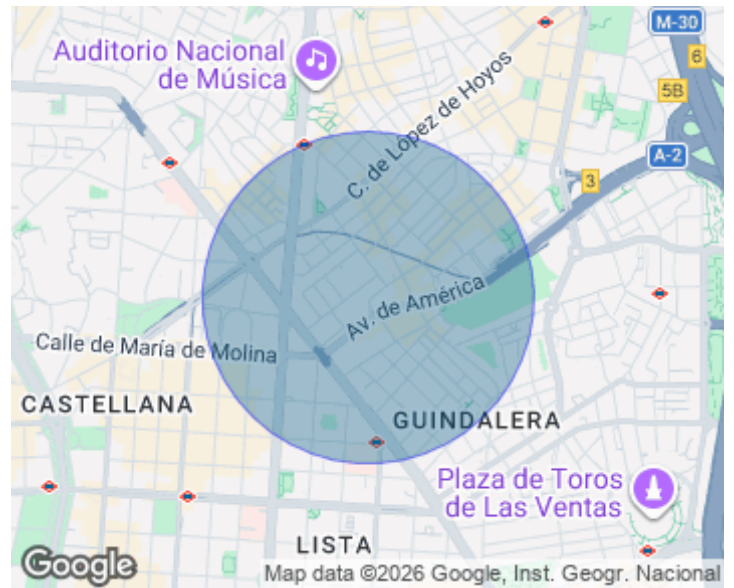 M-30
6
5B
Auditorio Nacional
de Música
C. de López de Hoyos
A-2
3
Av. de América
Calle de María de Molina
CASTELLANA
GUINDALERA
Plaza de Toros
de Las Ventas
LISTA
Google
Map data ©2026 Google, Inst. Geogr. Nacional